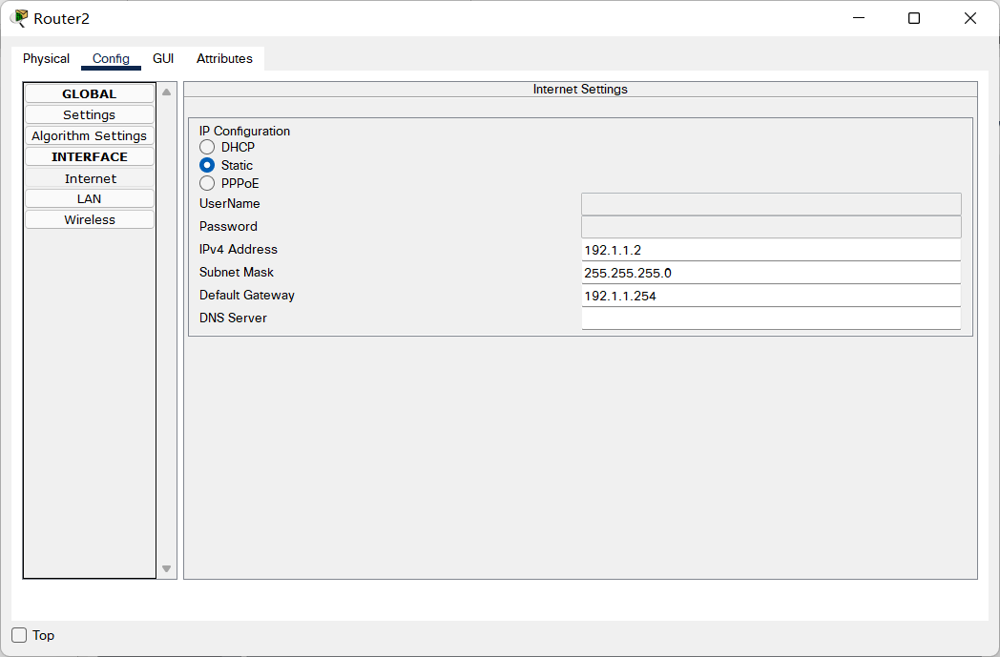 Router2
Physical Config GUI Attributes
GLOBAL
Settings
Algorithm Settings
INTERFACE
Internet
LAN
Wireless
Internet Settings
IP Configuration
DHCP
Static
PPPoE
UserName
Password
IPv4 Address 192.1.1.2
Subnet Mask 255.255.255.0
Default Gateway 192.1.1.254
DNS Server
Top